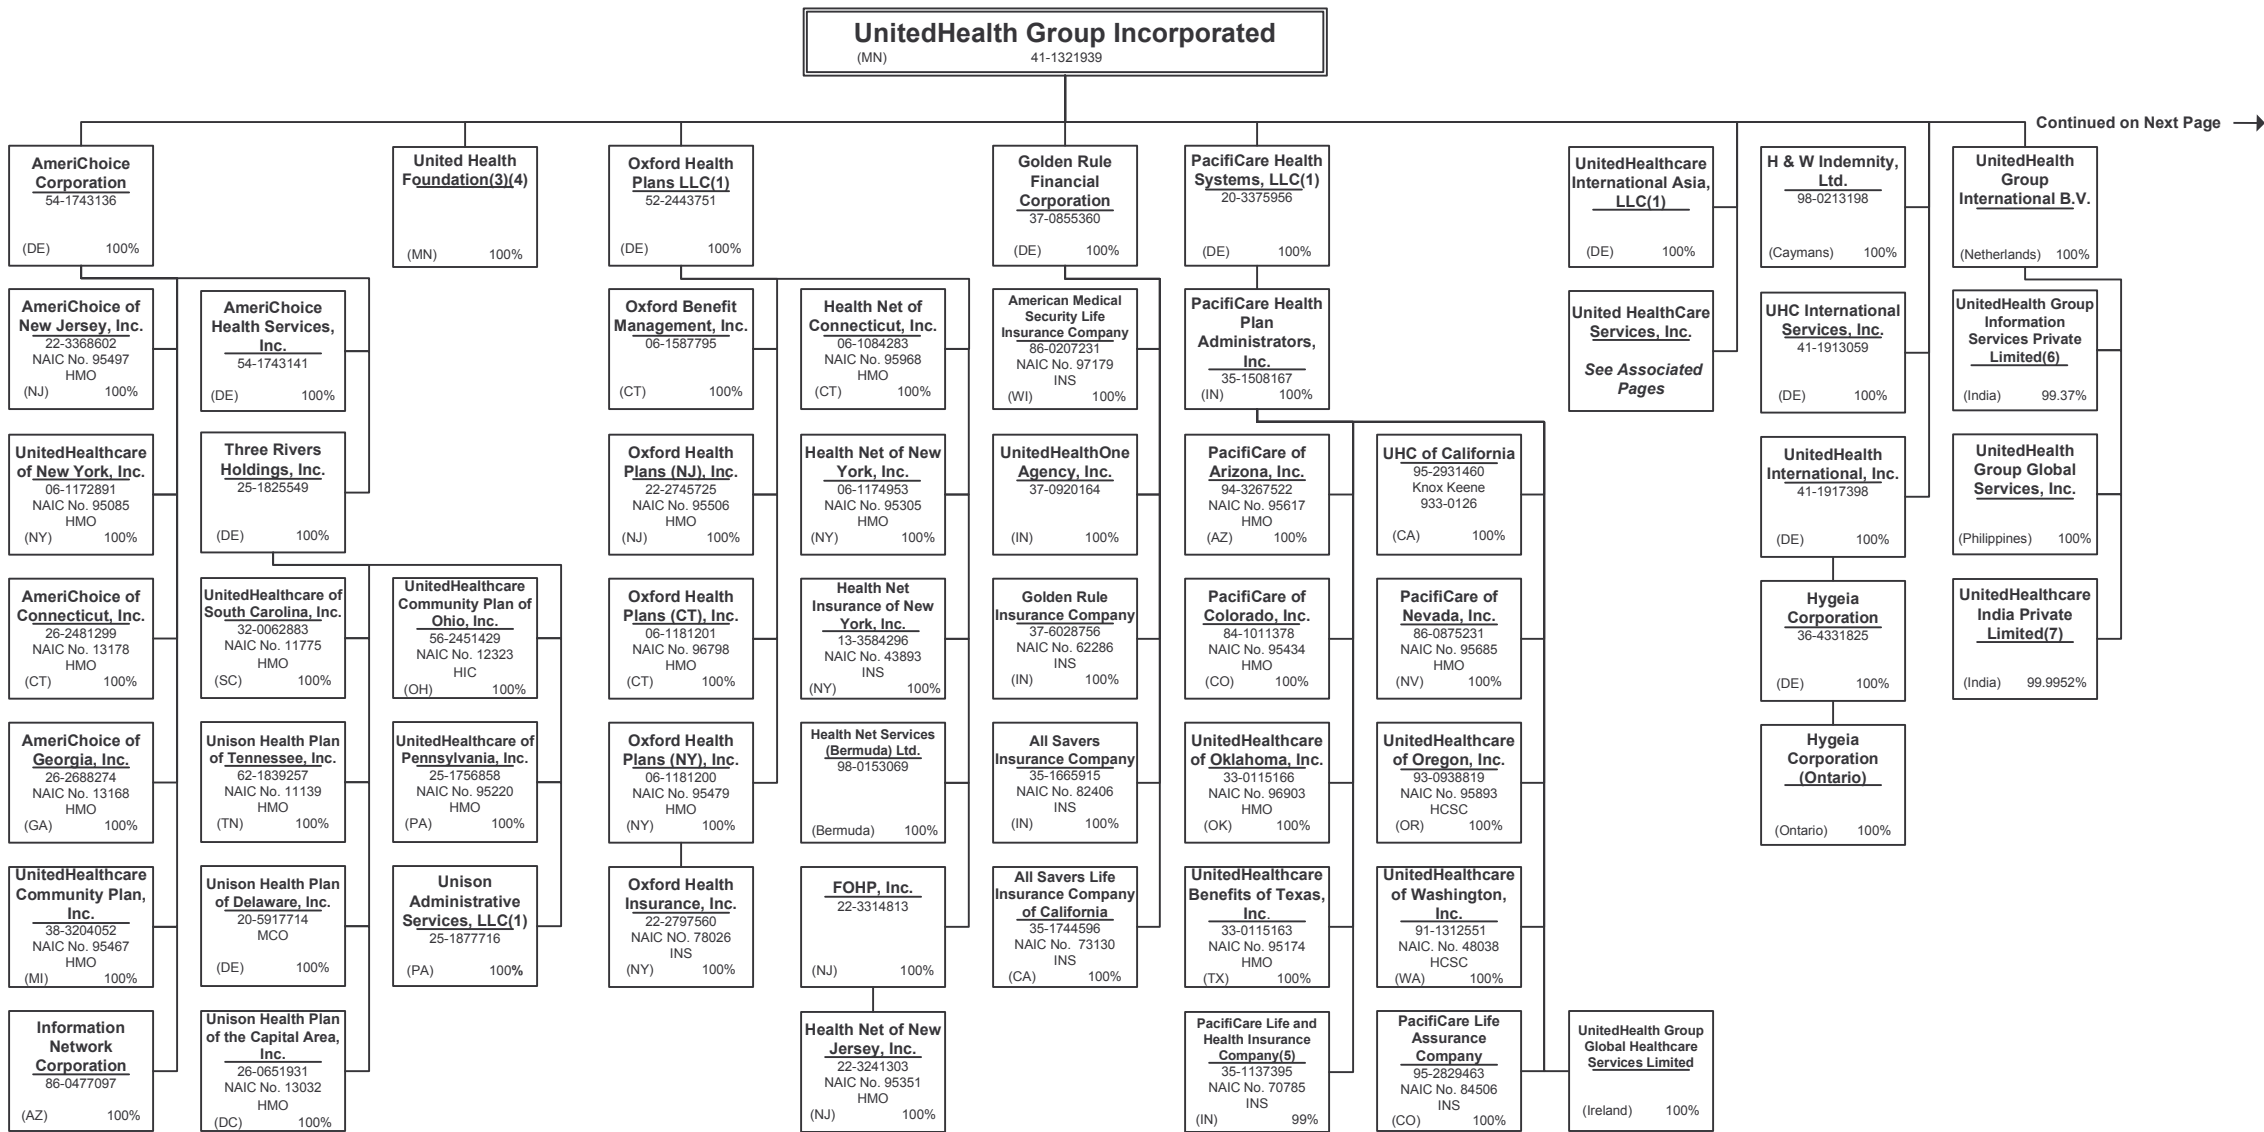 UnitedHealth Group Incorporated
(MN) 41-1321939
Continued on Next Page
AmeriChoice
Corporation
54-1743136
(DE) 100%
United Health
Foundation(3)(4)
(MN) 100%
Oxford Health
Plans LLC(1)
52-2443751
(DE) 100%
Golden Rule
Financial
Corporation
37-0855360
(DE) 100%
PacifiCare Health
Systems, LLC(1)
20-3375956
(DE) 100%
UnitedHealthcare
International Asia,
LLC(1)
(DE) 100%
H & W Indemnity,
Ltd.
98-0213198
(Caymans) 100%
UnitedHealth
Group
International B.V.
(Netherlands) 100%
AmeriChoice of
New Jersey, Inc.
22-3368602
NAIC No. 95497
HMO
(NJ) 100%
AmeriChoice
Health Services,
Inc.
54-1743141
(DE) 100%
Oxford Benefit
Management, Inc.
06-1587795
(CT) 100%
Health Net of
Connecticut, Inc.
06-1084283
NAIC No. 95968
HMO
(CT) 100%
American Medical
Security Life
Insurance Company
86-0207231
NAIC No. 97179
INS
(WI) 100%
PacifiCare Health
Plan
Administrators,
Inc.
35-1508167
(IN) 100%
United HealthCare
Services, Inc.
See Associated
Pages
UHC International
Services, Inc.
41-1913059
(DE) 100%
UnitedHealth Group
Information
Services Private
Limited(6)
(India) 99.37%
UnitedHealthcare
of New York, Inc.
06-1172891
NAIC No. 95085
HMO
(NY) 100%
Three Rivers
Holdings, Inc.
25-1825549
(DE) 100%
Oxford Health
Plans (NJ), Inc.
22-2745725
NAIC No. 95506
HMO
(NJ) 100%
Health Net of New
York, Inc.
06-1174953
NAIC No. 95305
HMO
(NY) 100%
UnitedHealthOne
Agency, Inc.
37-0920164
(IN) 100%
PacifiCare of
Arizona, Inc.
94-3267522
NAIC No. 95617
HMO
(AZ) 100%
UHC of California
95-2931460
Knox Keene
933-0126
(CA) 100%
UnitedHealth
International, Inc.
41-1917398
(DE) 100%
UnitedHealth
Group Global
Services, Inc.
(Philippines) 100%
AmeriChoice of
Connecticut, Inc.
26-2481299
NAIC No. 13178
HMO
(CT) 100%
UnitedHealthcare of
South Carolina, Inc.
32-0062883
NAIC No. 11775
HMO
(SC) 100%
UnitedHealthcare
Community Plan of
Ohio, Inc.
56-2451429
NAIC No. 12323
HIC
(OH) 100%
Oxford Health
Plans (CT), Inc.
06-1181201
NAIC No. 96798
HMO
(CT) 100%
Health Net
Insurance of New
York, Inc.
13-3584296
NAIC No. 43893
INS
(NY) 100%
Golden Rule
Insurance Company
37-6028756
NAIC No. 62286
INS
(IN) 100%
PacifiCare of
Colorado, Inc.
84-1011378
NAIC No. 95434
HMO
(CO) 100%
PacifiCare of
Nevada, Inc.
86-0875231
NAIC No. 95685
HMO
(NV) 100%
Hygeia
Corporation
36-4331825
(DE) 100%
UnitedHealthcare
India Private
Limited(7)
(India) 99.9952%
AmeriChoice of
Georgia, Inc.
26-2688274
NAIC No. 13168
HMO
(GA) 100%
Unison Health Plan
of Tennessee, Inc.
62-1839257
NAIC No. 11139
HMO
(TN) 100%
UnitedHealthcare of
Pennsylvania, Inc.
25-1756858
NAIC No. 95220
HMO
(PA) 100%
Oxford Health
Plans (NY), Inc.
06-1181200
NAIC No. 95479
HMO
(NY) 100%
Health Net Services
(Bermuda) Ltd.
98-0153069
(Bermuda) 100%
All Savers
Insurance Company
35-1665915
NAIC No. 82406
INS
(IN) 100%
UnitedHealthcare
of Oklahoma, Inc.
33-0115166
NAIC No. 96903
HMO
(OK) 100%
UnitedHealthcare
of Oregon, Inc.
93-0938819
NAIC No. 95893
HCSC
(OR) 100%
Hygeia
Corporation
(Ontario)
(Ontario) 100%
UnitedHealthcare
Community Plan,
Inc.
38-3204052
NAIC No. 95467
HMO
(MI) 100%
Unison Health Plan
of Delaware, Inc.
20-5917714
MCO
(DE) 100%
Unison
Administrative
Services, LLC(1)
25-1877716
(PA) 100%
Oxford Health
Insurance, Inc.
22-2797560
NAIC NO. 78026
INS
(NY) 100%
FOHP, Inc.
22-3314813
(NJ) 100%
All Savers Life
Insurance Company
of California
35-1744596
NAIC No. 73130
INS
(CA) 100%
UnitedHealthcare
Benefits of Texas,
Inc.
33-0115163
NAIC No. 95174
HMO
(TX) 100%
UnitedHealthcare
of Washington,
Inc.
91-1312551
NAIC. No. 48038
HCSC
(WA) 100%
Information
Network
Corporation
86-0477097
(AZ) 100%
Unison Health Plan
of the Capital Area,
Inc.
26-0651931
NAIC No. 13032
HMO
(DC) 100%
Health Net of New
Jersey, Inc.
22-3241303
NAIC No. 95351
HMO
(NJ) 100%
PacifiCare Life and
Health Insurance
Company(5)
35-1137395
NAIC No. 70785
INS
(IN) 99%
PacifiCare Life
Assurance
Company
95-2829463
NAIC No. 84506
INS
(CO) 100%
UnitedHealth Group
Global Healthcare
Services Limited
(Ireland) 100%